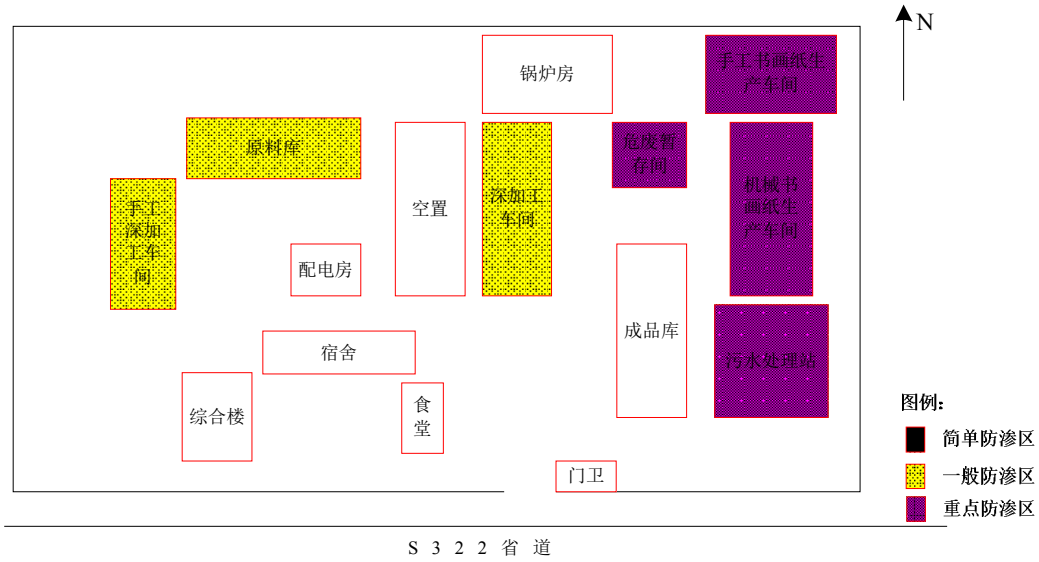 N
锅炉房
手工书画纸生
产车间
原料库
危废暂
存间
手工
深加
工车
间
空置
深加工
车间
机械书
画纸生
产车间
配电房
成品库
宿舍
污水处理站
综合楼
食
堂
门卫
图例：
简单防渗区
一般防渗区
重点防渗区
S322省道